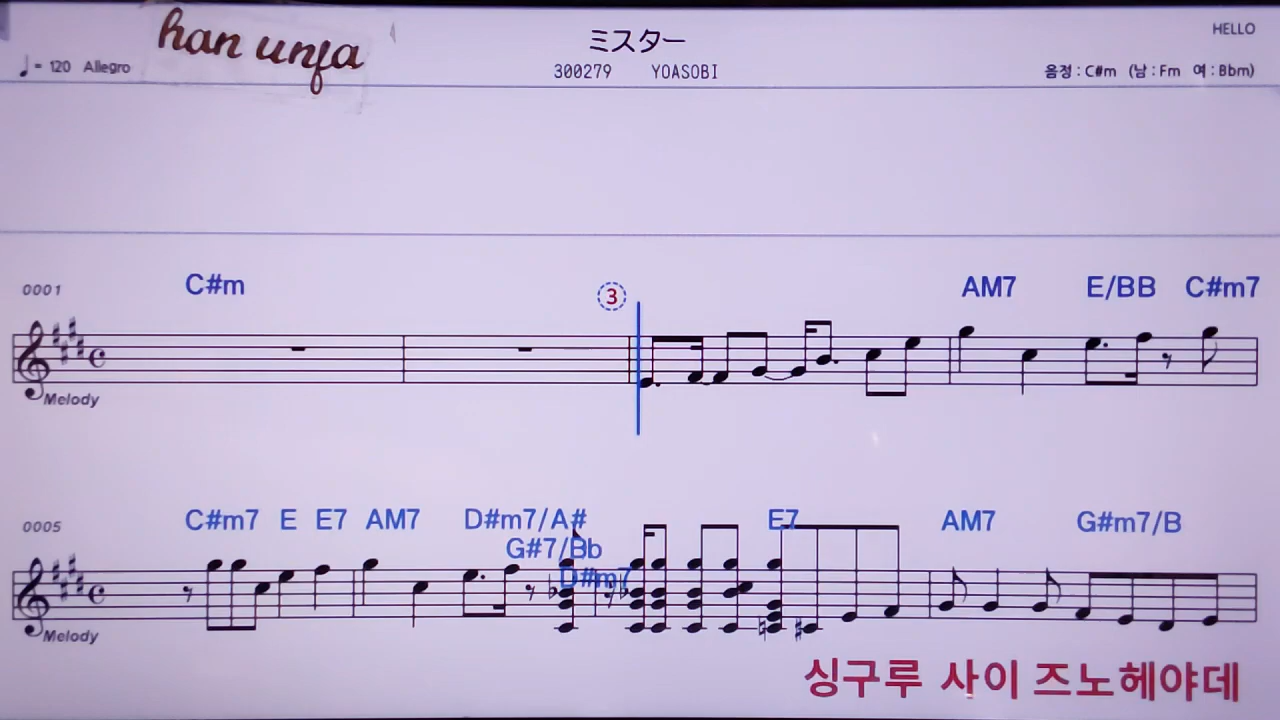 han unfa
ミスター
HELLO
♩= 120 Allegro
300279 YOASOBI
음정 : C#m (남 : Fm 여 : Bbm)
0001
C#m
3
AM7 E/BB C#m7
Melody
0005
C#m7 E E7 AM7 D#m7/A# E7 AM7 G#m7/B
G#7/Bb
D#m7
Melody
싱구루 사이 즈노헤야데